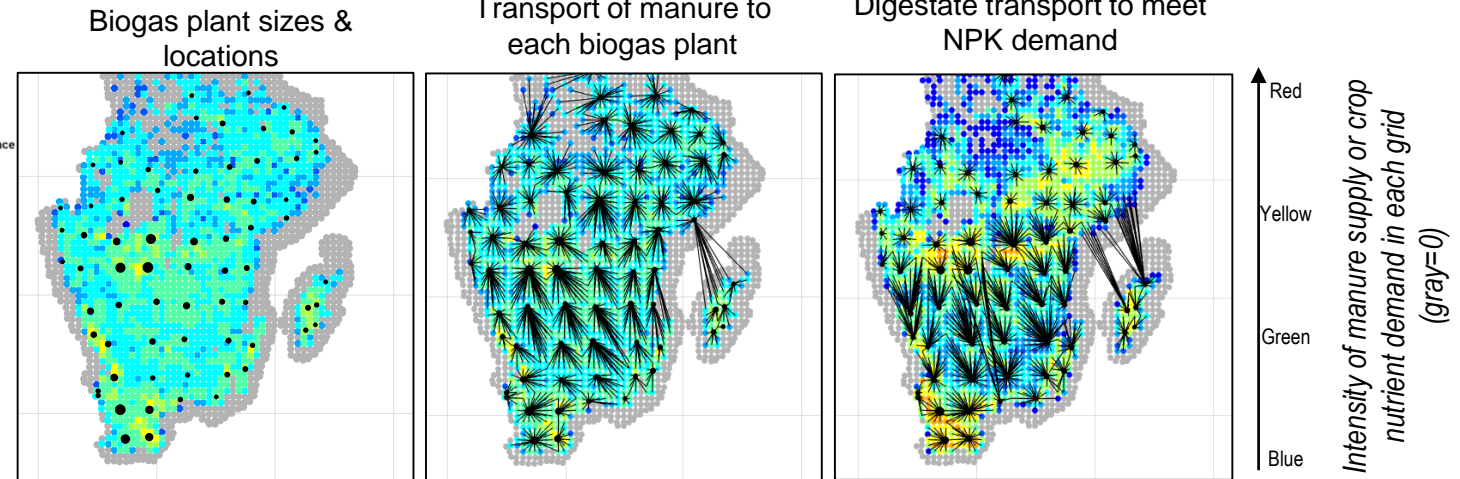 Biogas plant sizes &
locations
Transport of manure to
each biogas plant
Digestate transport to meet
NPK demand
Red
Yellow
Green
Blue
Intensity of manure supply or crop
nutrient demand in each grid
(gray=0)